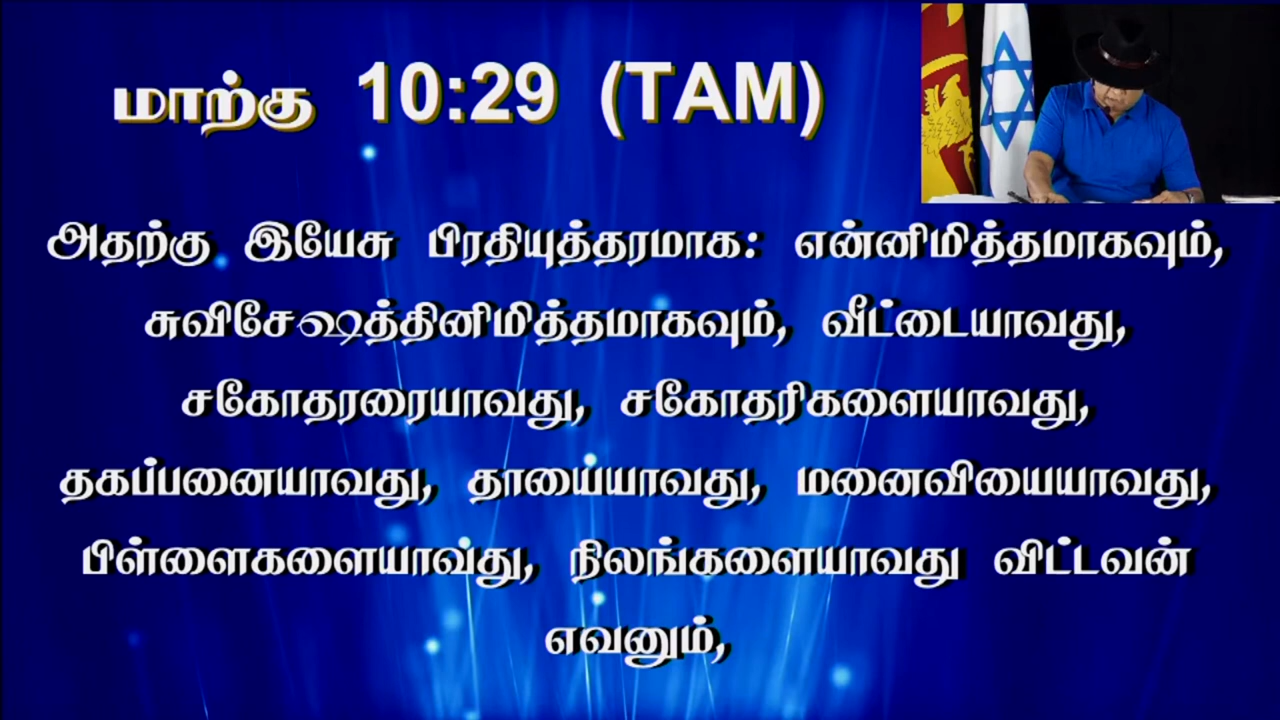 மாற்கு 10:29 (TAM)
அதற்கு இயேசு பிரதியுத்தரமாக: என்னிமித்தமாகவும்,
சுவிசேஷத்தினிமித்தமாகவும், வீட்டையாவது,
சகோதரரையாவது, சகோதரிகளையாவது,
தகப்பனையாவது, தாயையாவது, மனைவியையாவது,
பிள்ளைகளையாவது, நிலங்களையாவது விட்டவன்
எவனும்,